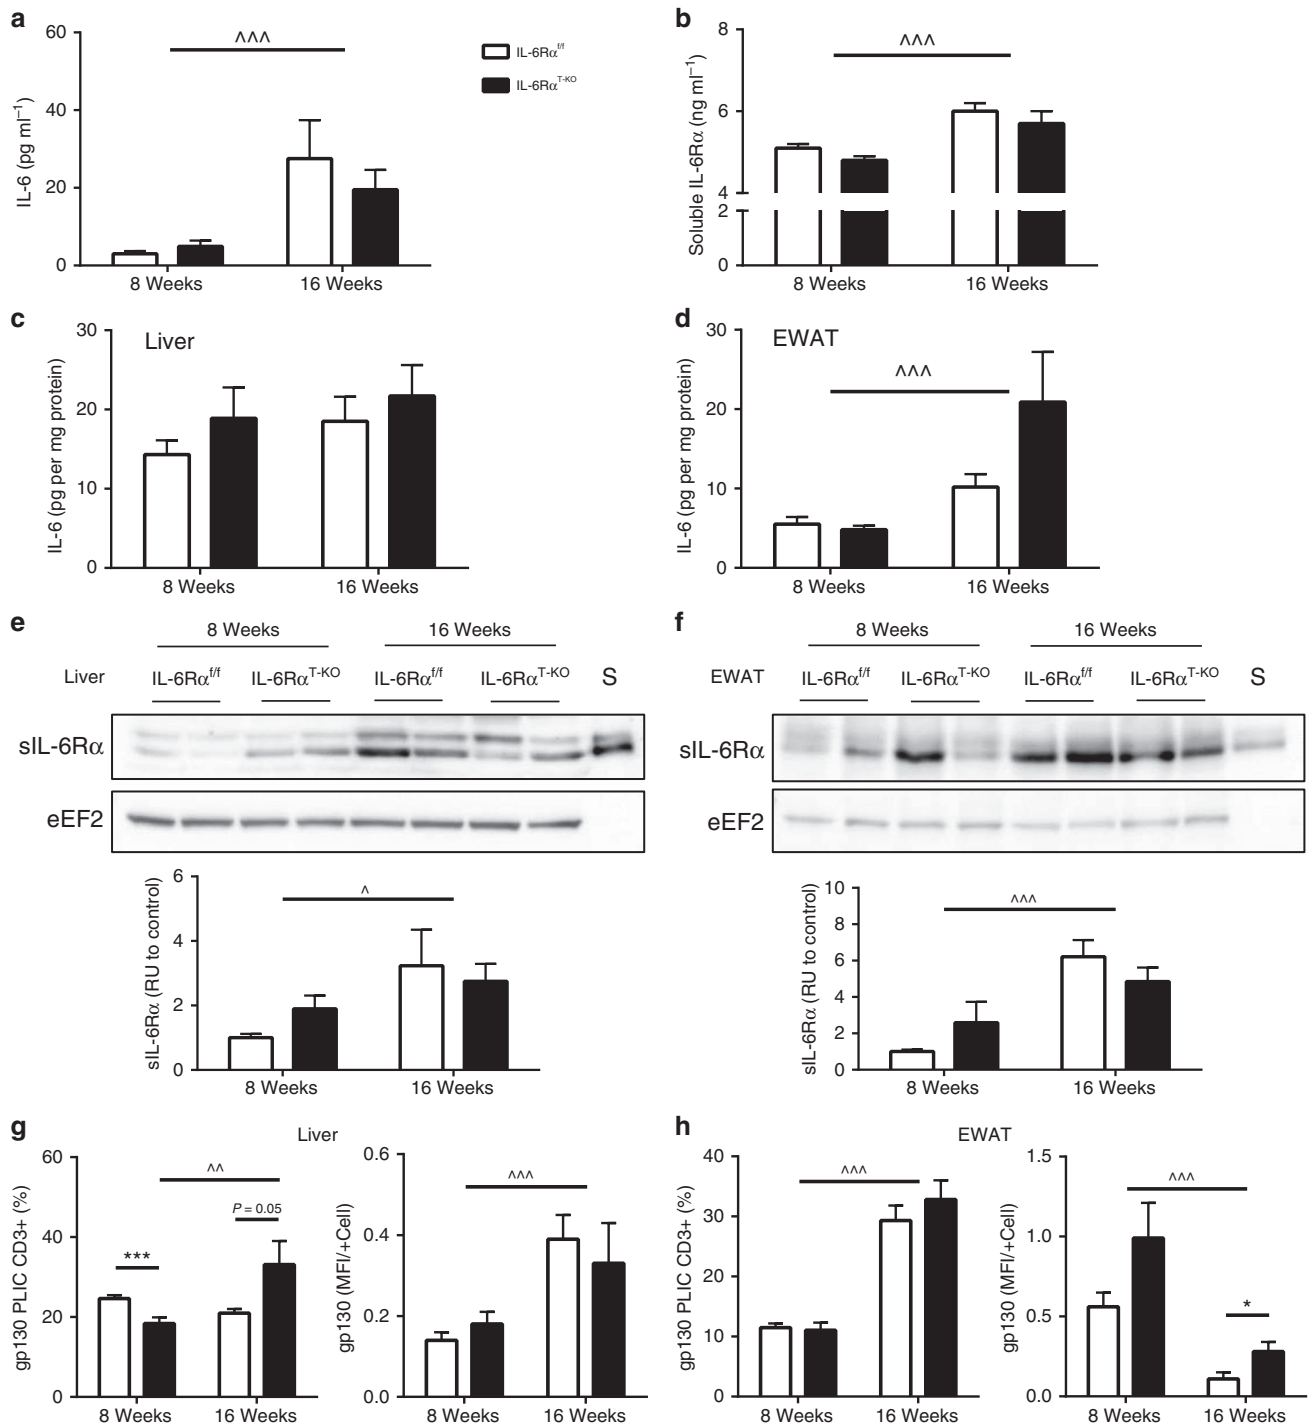 a
IL-6 (pg ml⁻¹)
60
40
20
0
^^^
8 Weeks 16 Weeks
IL-6Rα^f/f
IL-6Rα^T-KO
b
Soluble IL-6Rα (ng ml⁻¹)
8
6
4
2
0
^^^
8 Weeks 16 Weeks
c
Liver
IL-6 (pg per mg protein)
30
20
10
0
8 Weeks 16 Weeks
d
EWAT
IL-6 (pg per mg protein)
30
20
10
0
^^^
8 Weeks 16 Weeks
e
8 Weeks 16 Weeks
Liver IL-6Rα^f/f IL-6Rα^T-KO IL-6Rα^f/f IL-6Rα^T-KO S
sIL-6Rα
eEF2
sIL-6Rα (RU to control)
6
4
2
0
^
8 Weeks 16 Weeks
f
8 Weeks 16 Weeks
EWAT IL-6Rα^f/f IL-6Rα^T-KO IL-6Rα^f/f IL-6Rα^T-KO S
sIL-6Rα
eEF2
sIL-6Rα (RU to control)
10
8
6
4
2
0
^^^
8 Weeks 16 Weeks
g
Liver
gp130 PLIC CD3+ (%)
60
40
20
0
^^
P = 0.05
***
8 Weeks 16 Weeks
gp130 (MFI/+Cell)
0.6
0.4
0.2
0.0
^^^
8 Weeks 16 Weeks
h
EWAT
gp130 PLIC CD3+ (%)
40
30
20
10
0
^^^
8 Weeks 16 Weeks
gp130 (MFI/+Cell)
1.5
1.0
0.5
0.0
^^^
*
8 Weeks 16 Weeks